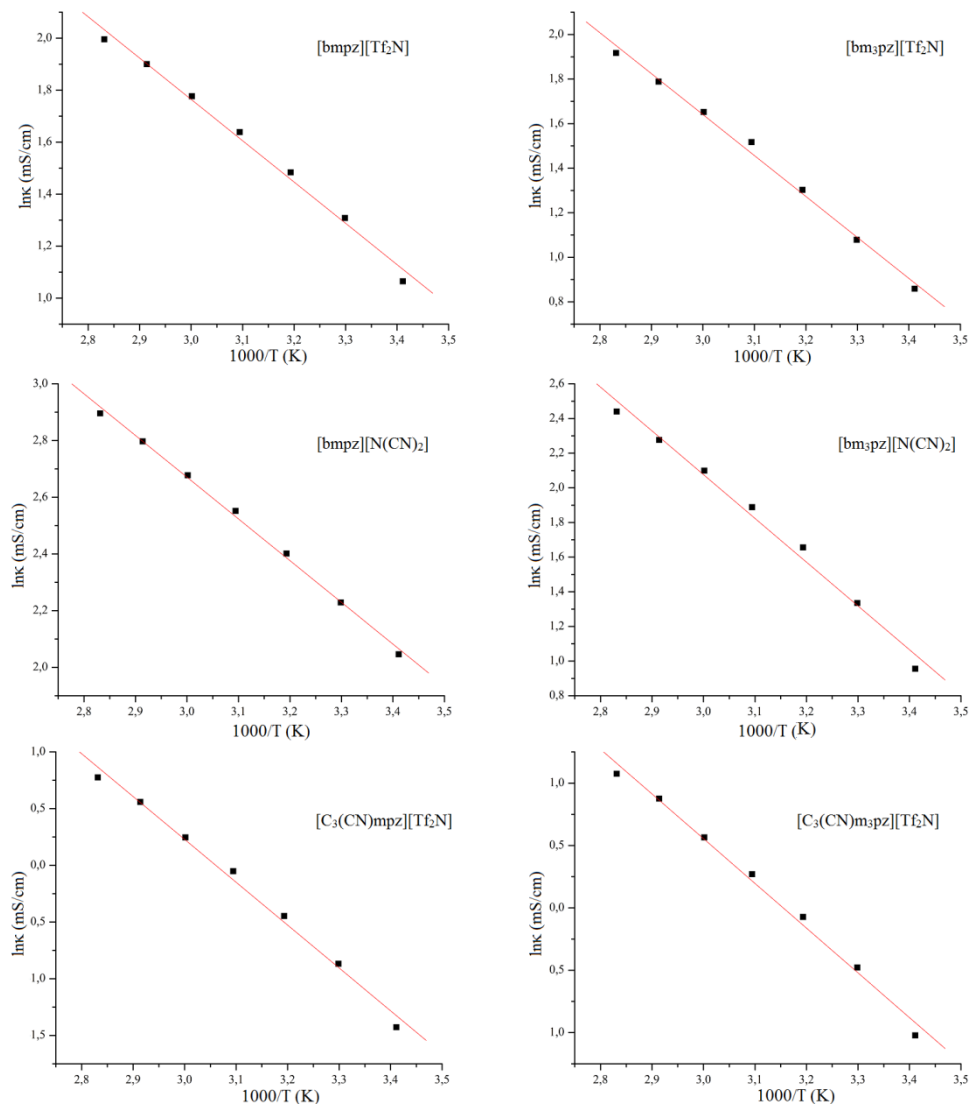 [bmpz][Tf₂N]
lnκ (mS/cm)
2,0
1,8
1,6
1,4
1,2
1,0
2,8 2,9 3,0 3,1 3,2 3,3 3,4 3,5
1000/T (K)
[bm₃pz][Tf₂N]
lnκ (mS/cm)
2,0
1,8
1,6
1,4
1,2
1,0
0,8
2,8 2,9 3,0 3,1 3,2 3,3 3,4 3,5
1000/T (K)
[bmpz][N(CN)₂]
lnκ (mS/cm)
3,0
2,8
2,6
2,4
2,2
2,0
2,8 2,9 3,0 3,1 3,2 3,3 3,4 3,5
1000/T (K)
[bm₃pz][N(CN)₂]
lnκ (mS/cm)
2,6
2,4
2,2
2,0
1,8
1,6
1,4
1,2
1,0
0,8
2,8 2,9 3,0 3,1 3,2 3,3 3,4 3,5
1000/T (K)
[C₃(CN)mpz][Tf₂N]
lnκ (mS/cm)
1,0
0,5
0,0
0,5
1,0
1,5
2,8 2,9 3,0 3,1 3,2 3,3 3,4 3,5
1000/T (K)
[C₃(CN)m₃pz][Tf₂N]
lnκ (mS/cm)
1,0
0,5
0,0
0,5
1,0
2,8 2,9 3,0 3,1 3,2 3,3 3,4 3,5
1000/T (K)